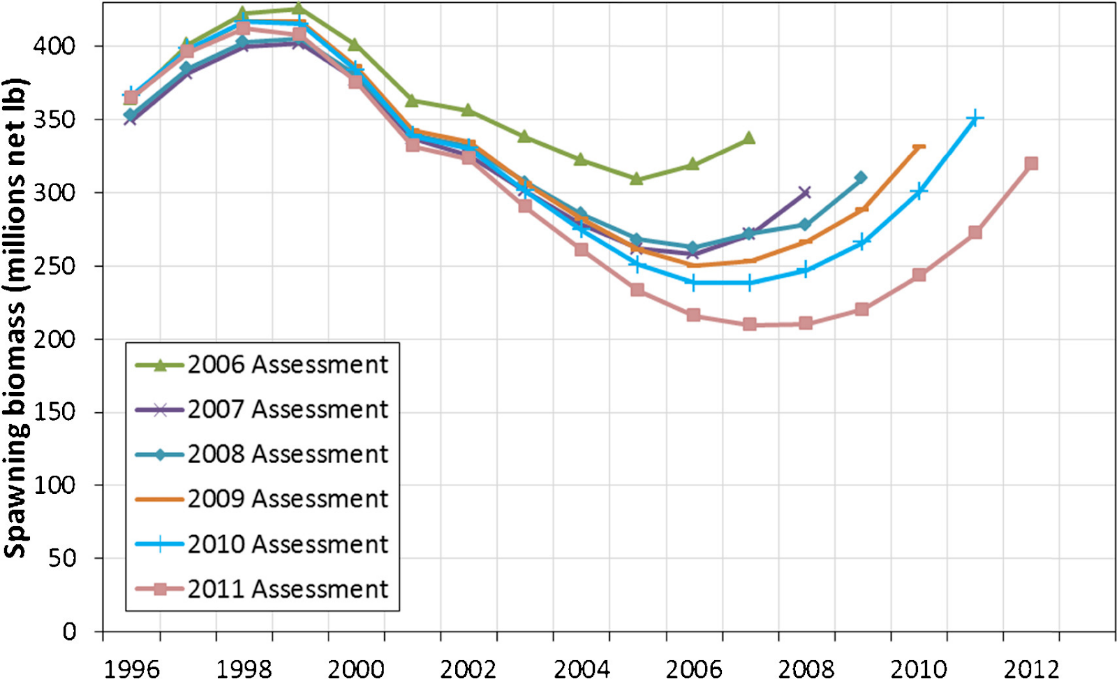 Spawning biomass (millions net lb)
400
350
300
250
200
150
100
50
0
2006 Assessment
2007 Assessment
2008 Assessment
2009 Assessment
2010 Assessment
2011 Assessment
1996 1998 2000 2002 2004 2006 2008 2010 2012